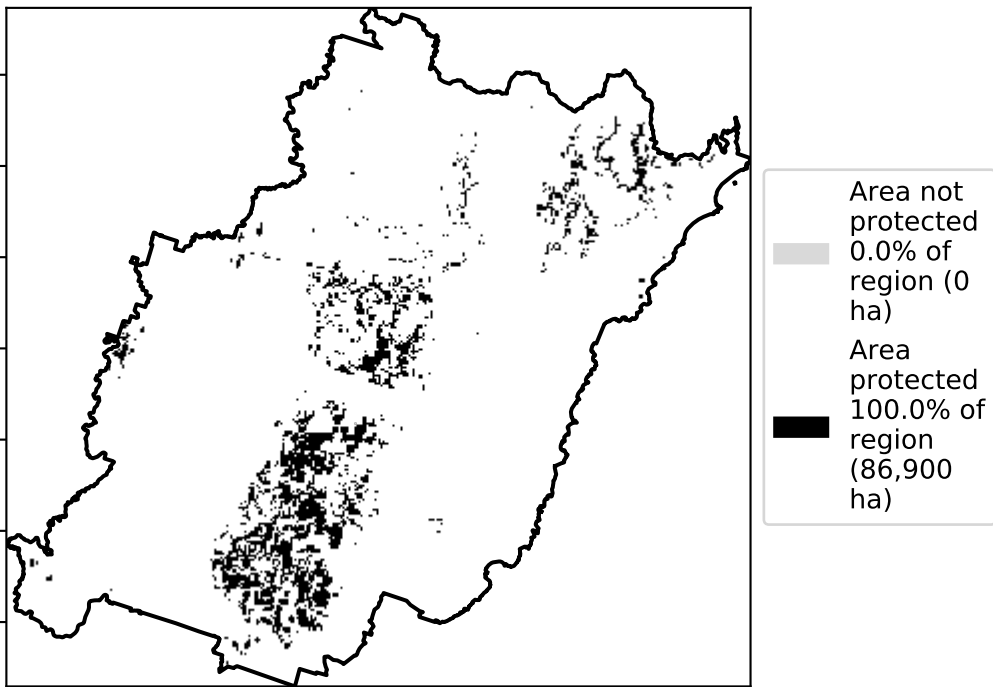 Area not
protected
0.0% of
region (0
ha)
Area
protected
100.0% of
region
(86,900
ha)